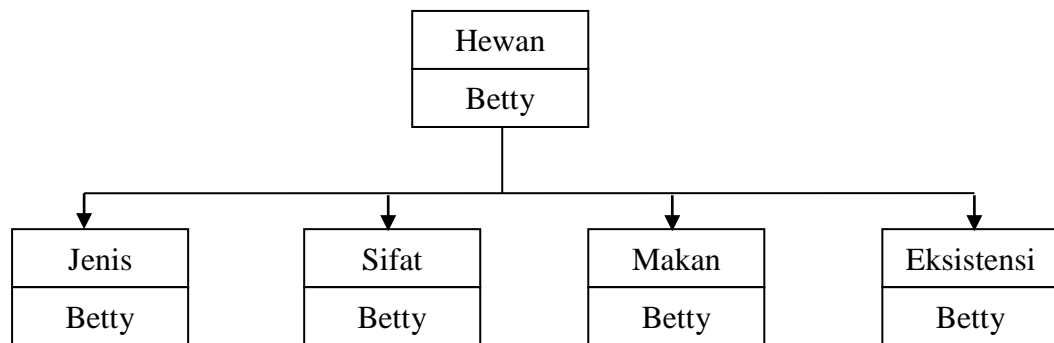 Hewan
Betty
Jenis
Betty
Sifat
Betty
Makan
Betty
Eksistensi
Betty